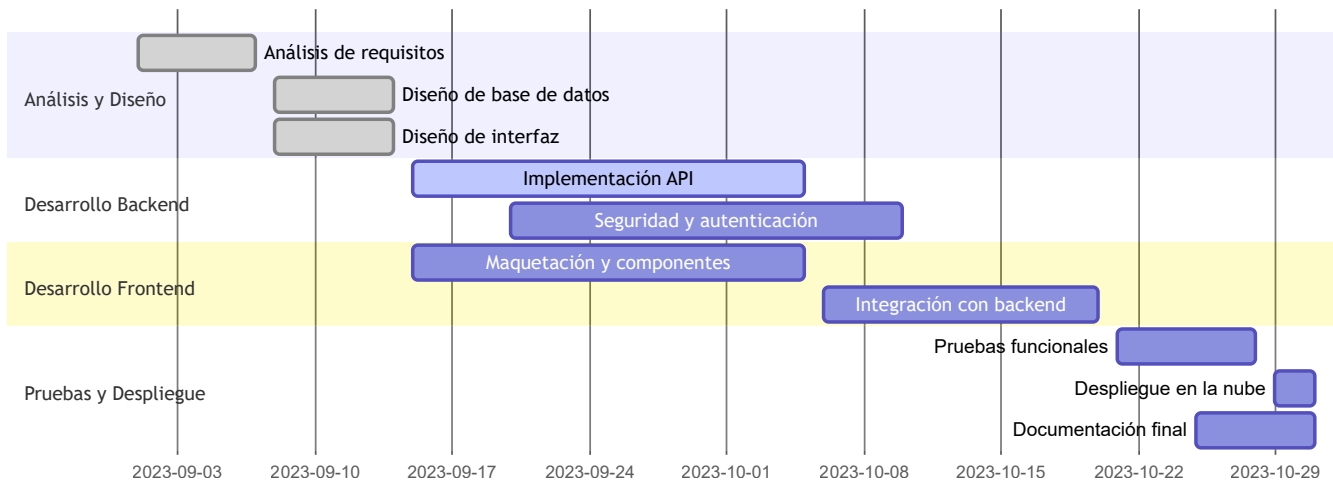 Análisis y Diseño
Análisis de requisitos
Diseño de base de datos
Diseño de interfaz
Desarrollo Backend
Implementación API
Seguridad y autenticación
Desarrollo Frontend
Maquetación y componentes
Integración con backend
Pruebas y Despliegue
Pruebas funcionales
Despliegue en la nube
Documentación final
2023-09-03
2023-09-10
2023-09-17
2023-09-24
2023-10-01
2023-10-08
2023-10-15
2023-10-22
2023-10-29